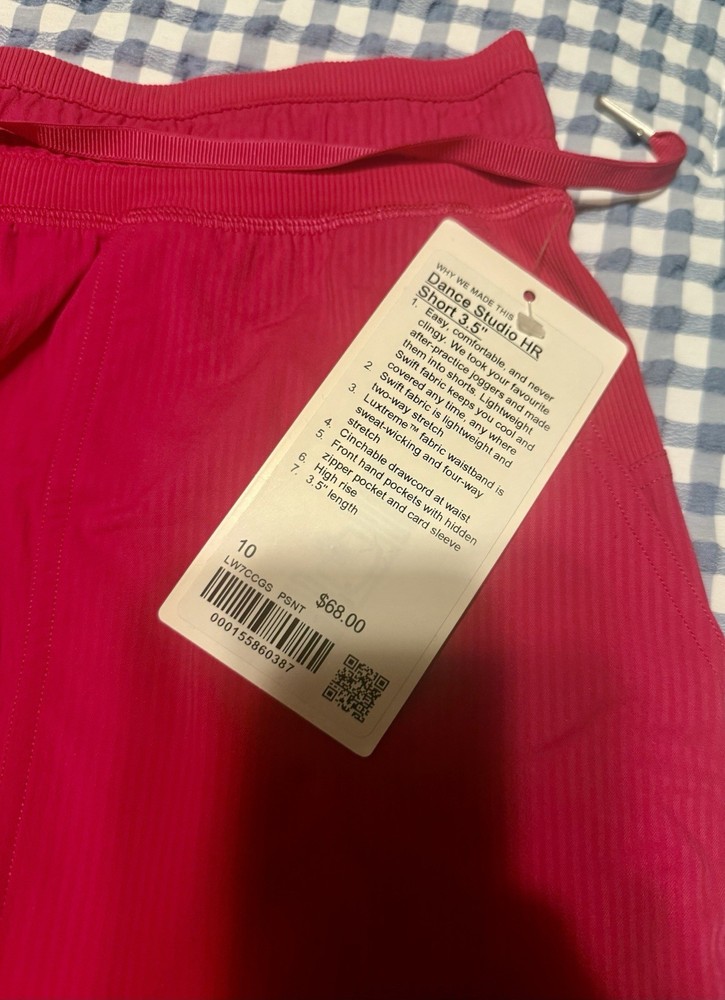 WHY WE MADE THIS
Dance Studio HR
Short 3.5"
1. Easy, comfortable, and never
clingy. We took your favourite
after-practice joggers and made
them into shorts. Lightweight
Swift fabric keeps you cool and
covered any time, any where
2. Swift fabric is lightweight and
two-way stretch
3. Luxtreme™ fabric waistband is
sweat-wicking and four-way
stretch
4. Cinchable drawcord at waist
5. Front hand pockets with hidden
zipper pocket and card sleeve
6. High rise
7. 3.5" length
10
LW7CCGS PSNT
$68.00
000155860387